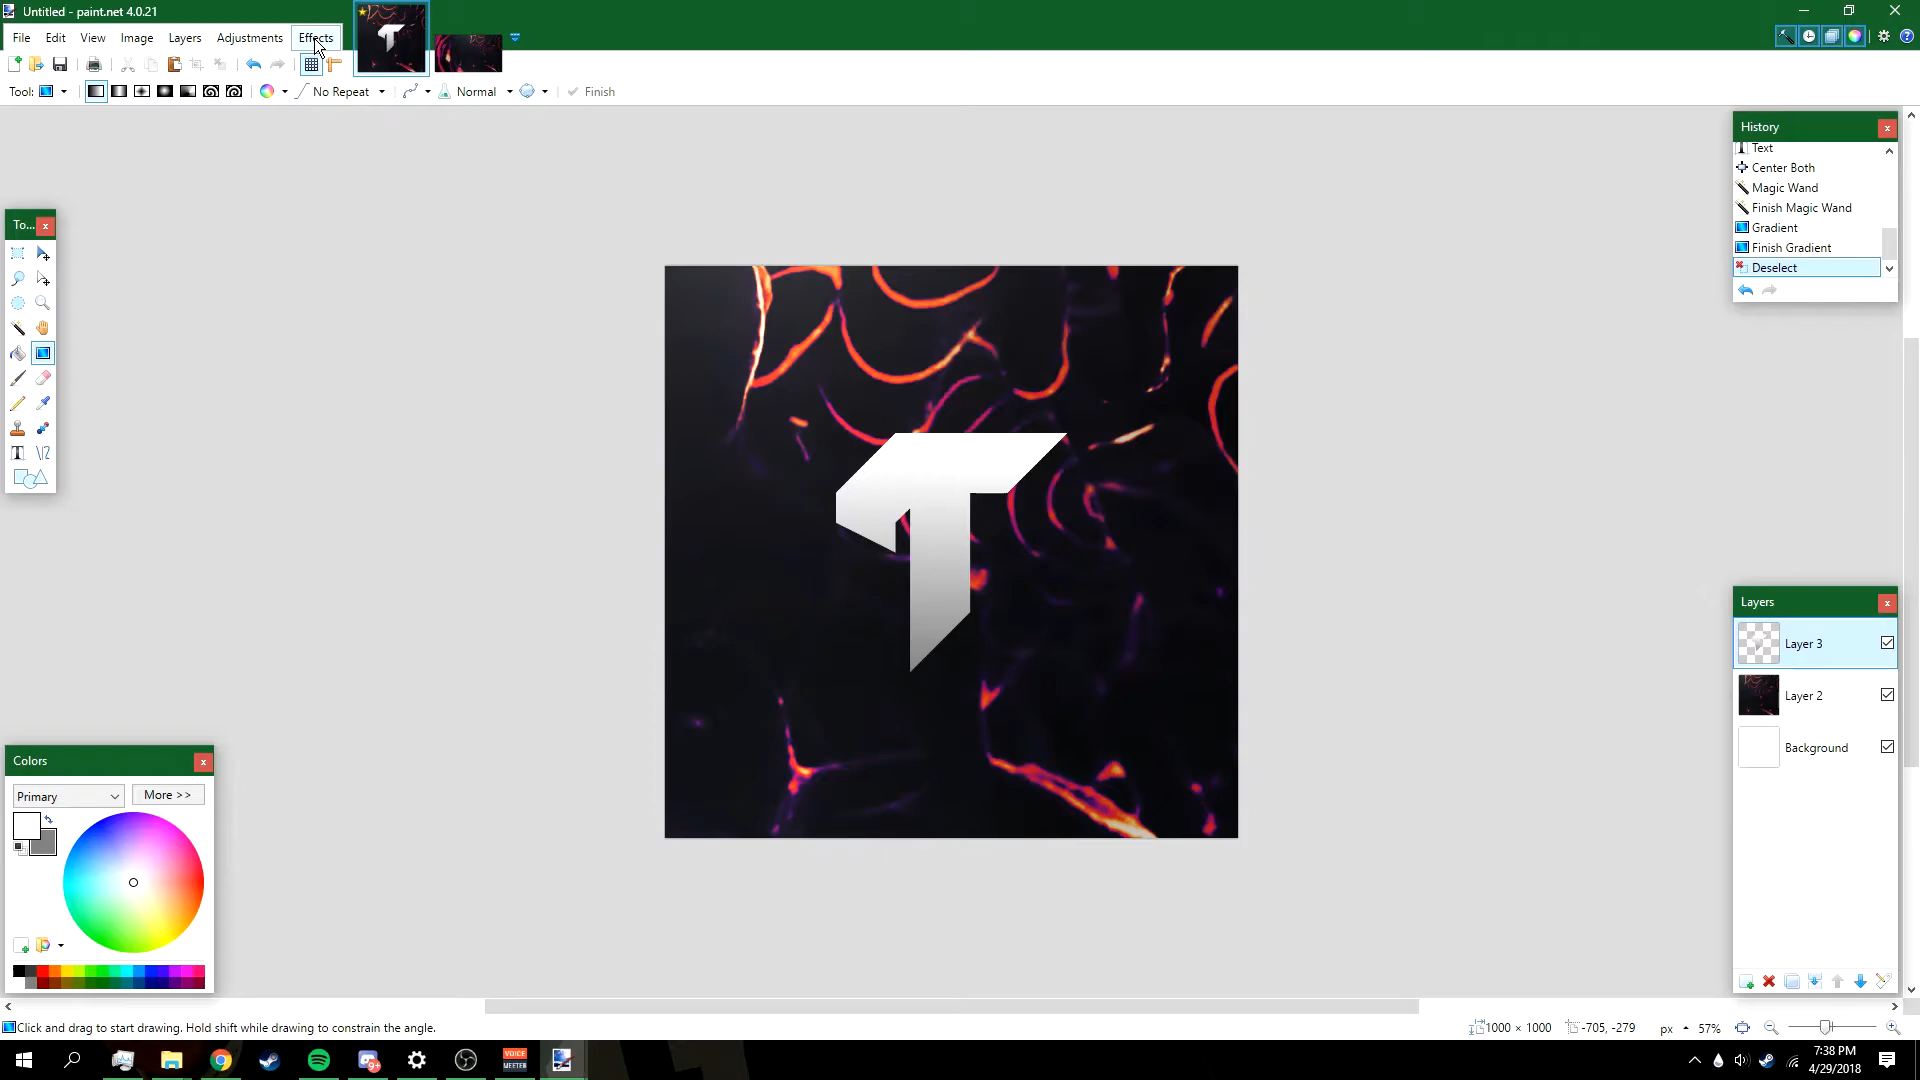 Untitled - paint.net 4.0.21
File Edit View Image Layers Adjustments Effects
Tool: No Repeat Normal Finish
To...
History
Text
Center Both
Magic Wand
Finish Magic Wand
Gradient
Finish Gradient
Deselect
T
Layers
Layer 3
Layer 2
Background
Colors
Primary
More >>
Click and drag to start drawing. Hold shift while drawing to constrain the angle.
1000 × 1000 -705, -279 px 57%
VOICE
MEETER
7:38 PM
4/29/2018